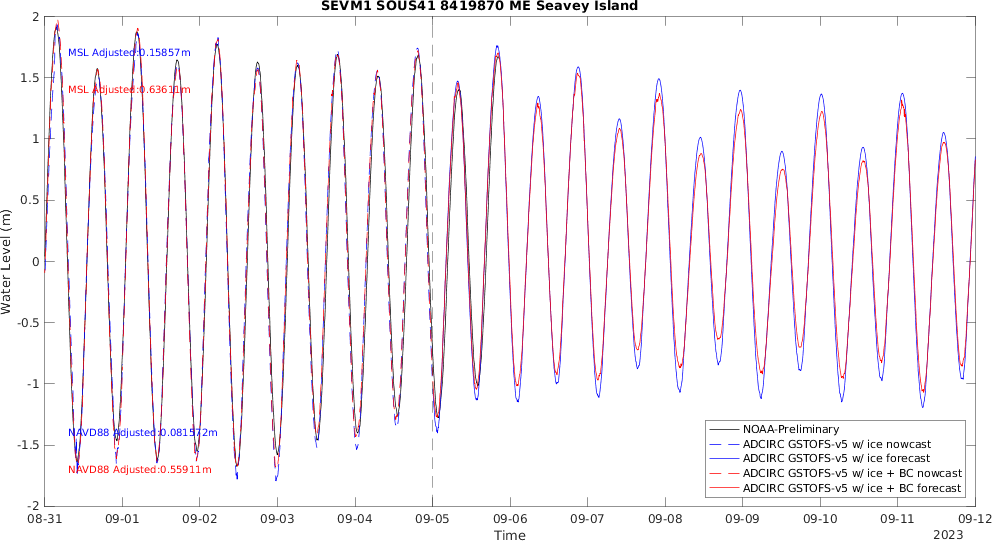 SEVM1 SOUS41 8419870 ME Seavey Island
2
1.5
1
0.5
0
-0.5
-1
-1.5
-2
Water Level (m)
MSL Adjusted:0.15857m
MSL Adjusted:0.63611m
NAVD88 Adjusted:0.081572m
NAVD88 Adjusted:0.55911m
NOAA-Preliminary
ADCIRC GSTOFS-v5 w/ ice nowcast
ADCIRC GSTOFS-v5 w/ ice forecast
ADCIRC GSTOFS-v5 w/ ice + BC nowcast
ADCIRC GSTOFS-v5 w/ ice + BC forecast
08-31 09-01 09-02 09-03 09-04 09-05 09-06 09-07 09-08 09-09 09-10 09-11 09-12
Time
2023